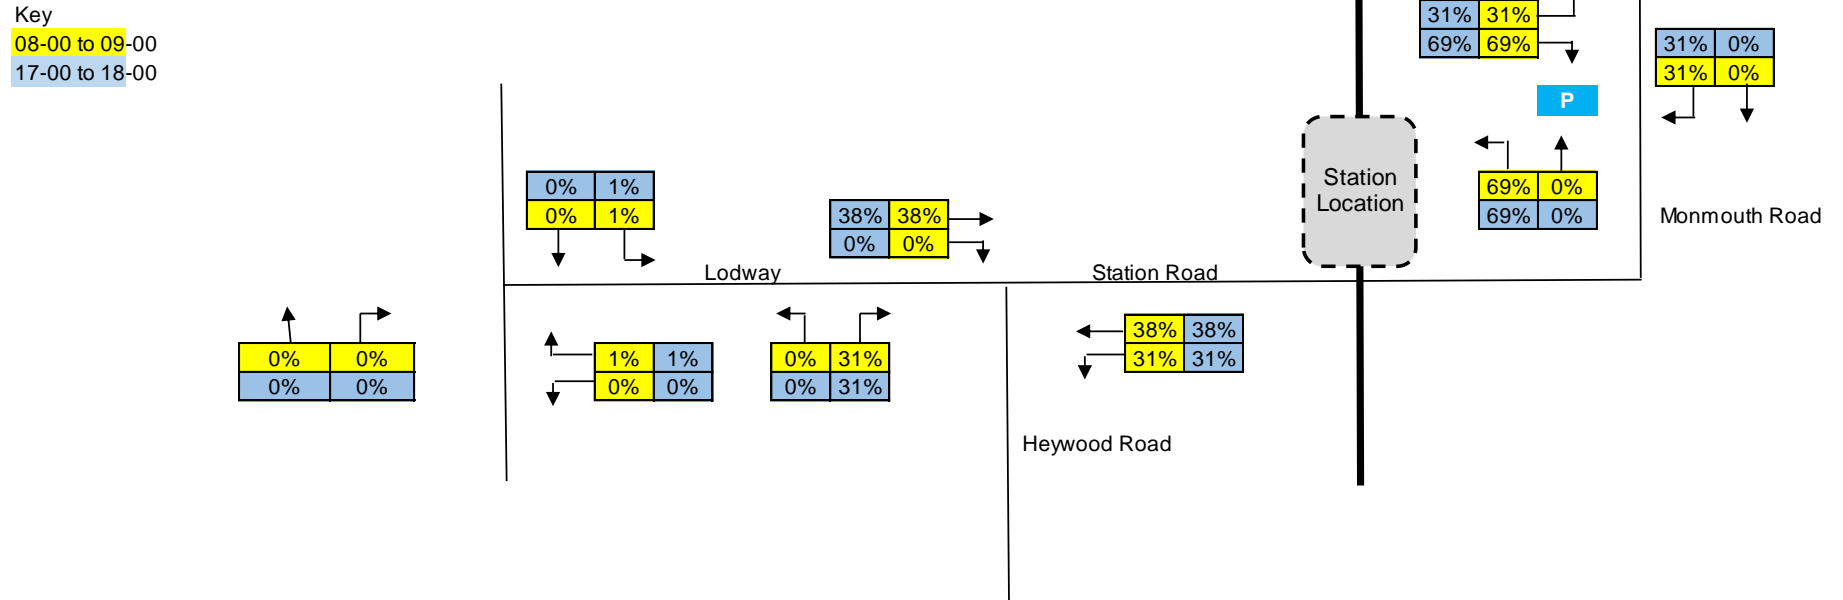 Key
08-00 to 09-00
17-00 to 18-00
31% 31%
69% 69%
31% 0%
31% 0%
P
0% 1%
0% 1%
38% 38%
0% 0%
Station
Location
69% 0%
69% 0%
Monmouth Road
Lodway
Station Road
0% 0%
0% 0%
1% 1%
0% 0%
0% 31%
0% 31%
38% 38%
31% 31%
Heywood Road